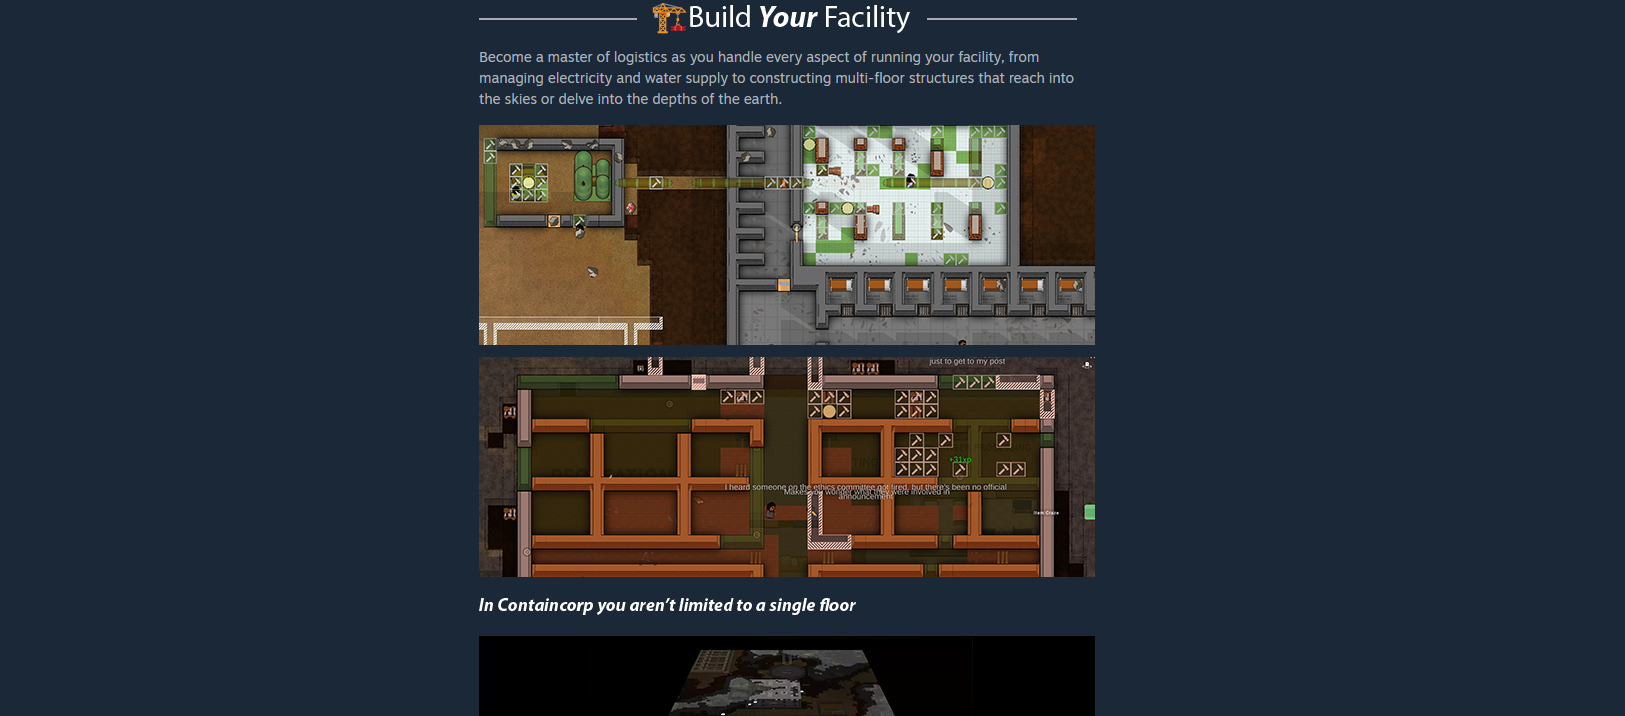 Build Your Facility
Become a master of logistics as you handle every aspect of running your facility, from
managing electricity and water supply to constructing multi-floor structures that reach into
the skies or delve into the depths of the earth.
just to get to my post
+31xp
I heard someone on the ethics committee got fired, but there's been no official
announcement
Makes you wonder what they were involved in
In Containcorp you aren't limited to a single floor